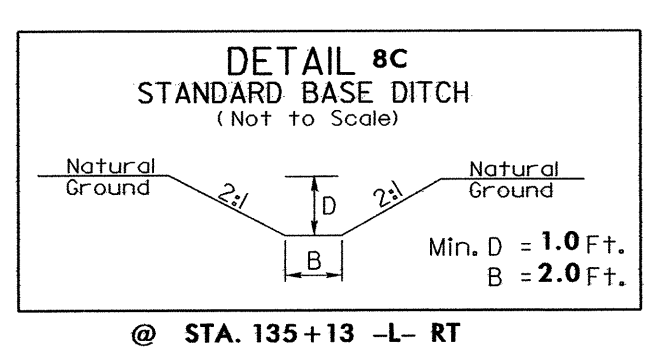 DETAIL 8C
STANDARD BASE DITCH
(Not to Scale)
Natural
Ground
2:1
D
2:1
Natural
Ground
B
Min. D = 1.0 Ft.
B = 2.0 Ft.
@ STA. 135+13 -L- RT